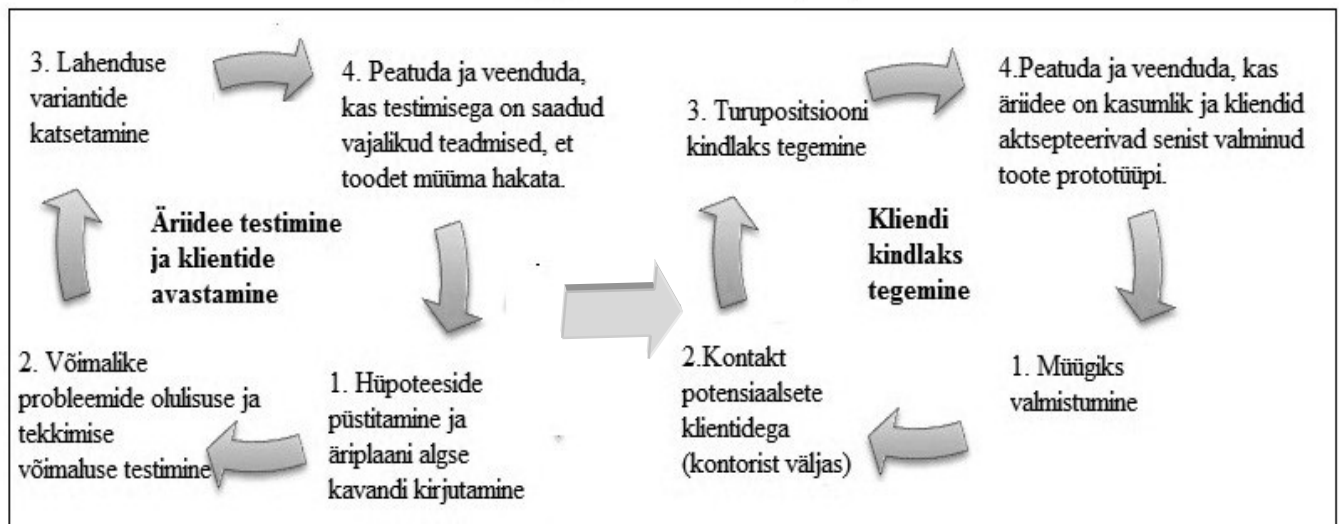 3. Lahenduse
variantide
katsetamine
4. Peatuda ja veenduda,
kas testimisega on saadud
vajalikud teadmised, et
toodet müüma hakata.
Äriidee testimine
ja klientide
avastamine
2. Võimalike
probleemide olulisuse ja
tekkimise
võimaluse testimine
1. Hüpoteeside
püstitamine ja
äriplaani algse
kavandi kirjutamine
3. Turupositsiooni
kindlaks tegemine
4.Peatuda ja veenduda, kas
äriidee on kasumlik ja kliendid
aktsepteerivad senist valminud
toote prototüüpi.
Kliendi
kindlaks
tegemine
2.Kontakt
potensiaalsete
klientidega
(kontorist väljas)
1. Müügiks
valmistumine